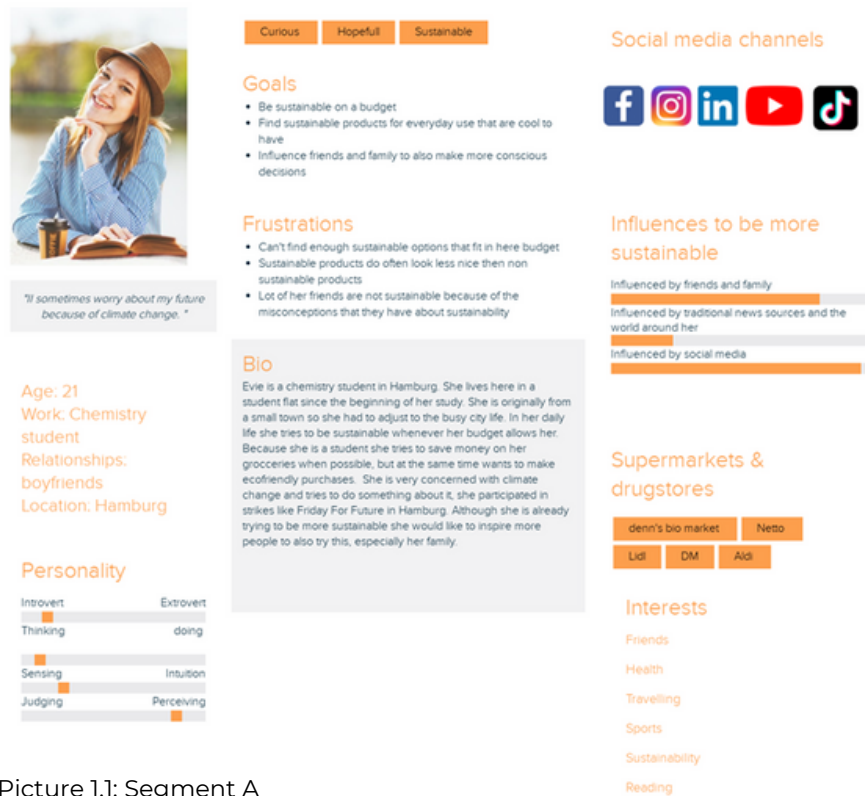 Curious
Hopefull
Sustainable
Goals
• Be sustainable on a budget
• Find sustainable products for everyday use that are cool to
have
• Influence friends and family to also make more conscious
decisions
Frustrations
• Can't find enough sustainable options that fit in here budget
• Sustainable products do often look less nice then non
sustainable products
• Lot of her friends are not sustainable because of the
misconceptions that they have about sustainability
"II sometimes worry about my future
because of climate change. "
Age: 21
Work: Chemistry
student
Relationships:
boyfriends
Location: Hamburg
Personality
Introvert Extrovert
Thinking doing
Sensing Intuition
Judging Perceiving
Bio
Evie is a chemistry student in Hamburg. She lives here in a
student flat since the beginning of her study. She is originally from
a small town so she had to adjust to the busy city life. In her daily
life she tries to be sustainable whenever her budget allows her.
Because she is a student she tries to save money on her
grocceries when possible, but at the same time wants to make
ecofriendly purchases. She is very concerned with climate
change and tries to do something about it, she participated in
strikes like Friday For Future in Hamburg. Although she is already
trying to be more sustainable she would like to inspire more
people to also try this, especially her family.
Social media channels
f
in
Influences to be more
sustainable
Influenced by friends and family
Influenced by traditional news sources and the
world around her
Influenced by social media
Supermarkets &
drugstores
denn's bio market
Netto
Lidl
DM
Aldi
Interests
Friends
Health
Travelling
Sports
Sustainability
Reading
Picture 1.1: Segment A